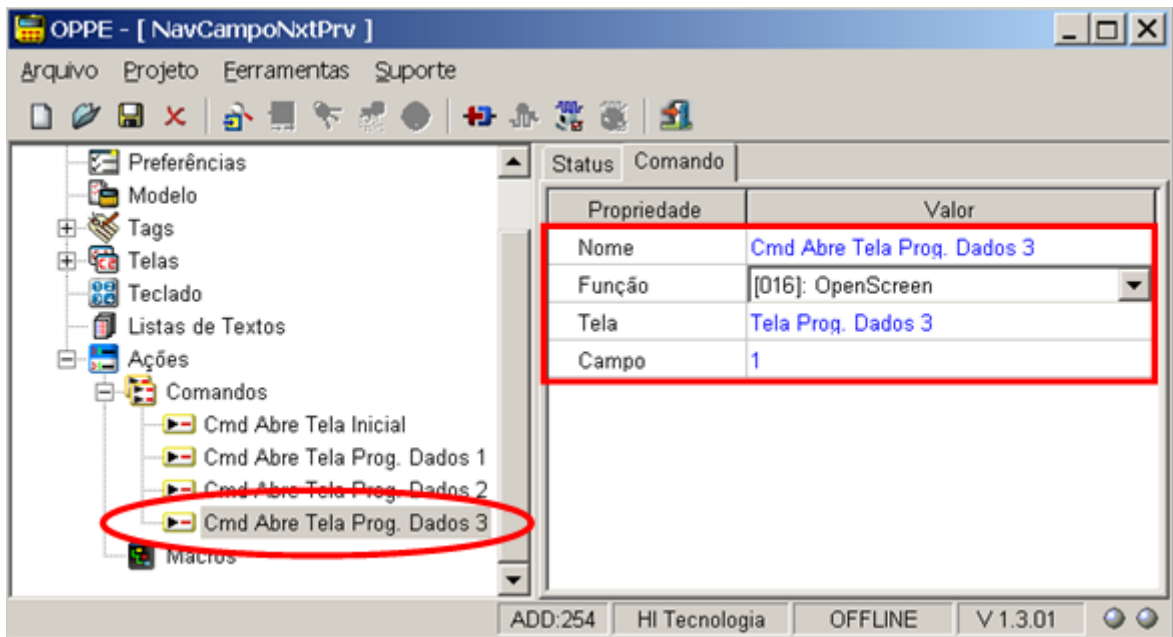 OPPE - [ NavCampoNxtPrv ]
Arquivo Projeto Ferramentas Suporte
Preferências
Modelo
Tags
Telas
Teclado
Listas de Textos
Ações
Comandos
Cmd Abre Tela Inicial
Cmd Abre Tela Prog. Dados 1
Cmd Abre Tela Prog. Dados 2
Cmd Abre Tela Prog. Dados 3
Macros
Status Comando
Propriedade Valor
Nome Cmd Abre Tela Prog. Dados 3
Função [016]: OpenScreen
Tela Tela Prog. Dados 3
Campo 1
ADD:254 HI Tecnologia OFFLINE V 1.3.01